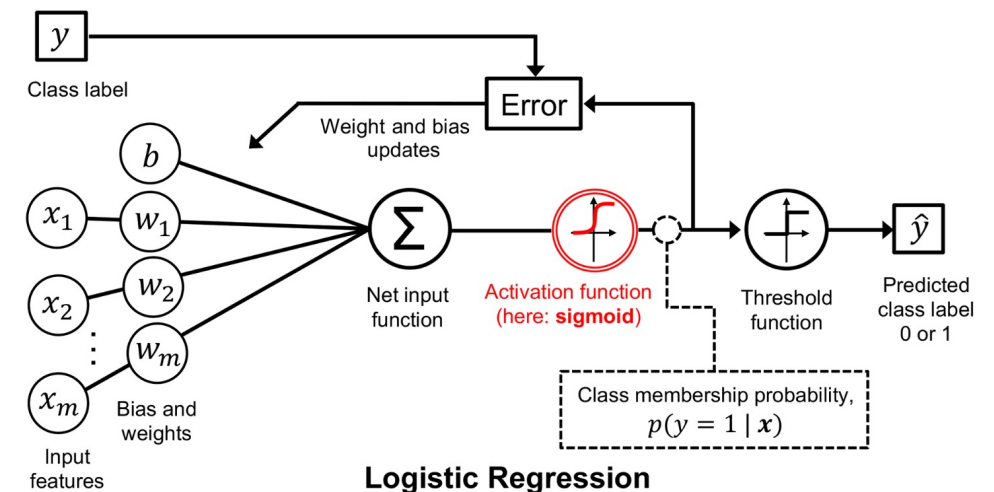 y
Class label
Error
Weight and bias
updates
b
x₁
w₁
x₂
w₂
⋮
wₘ
xₘ
Bias and
weights
Input
features
Σ
Net input
function
Activation function
(here: sigmoid)
Threshold
function
ŷ
Predicted
class label
0 or 1
Class membership probability,
p(y = 1 | x)
Logistic Regression